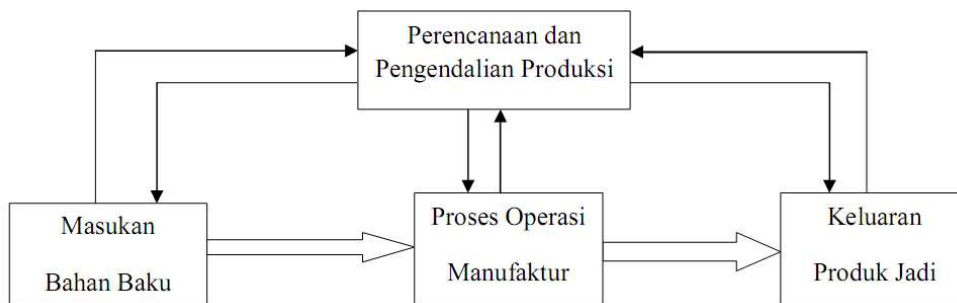 Perencanaan dan
Pengendalian Produksi
Masukan
Bahan Baku
Proses Operasi
Manufaktur
Keluaran
Produk Jadi